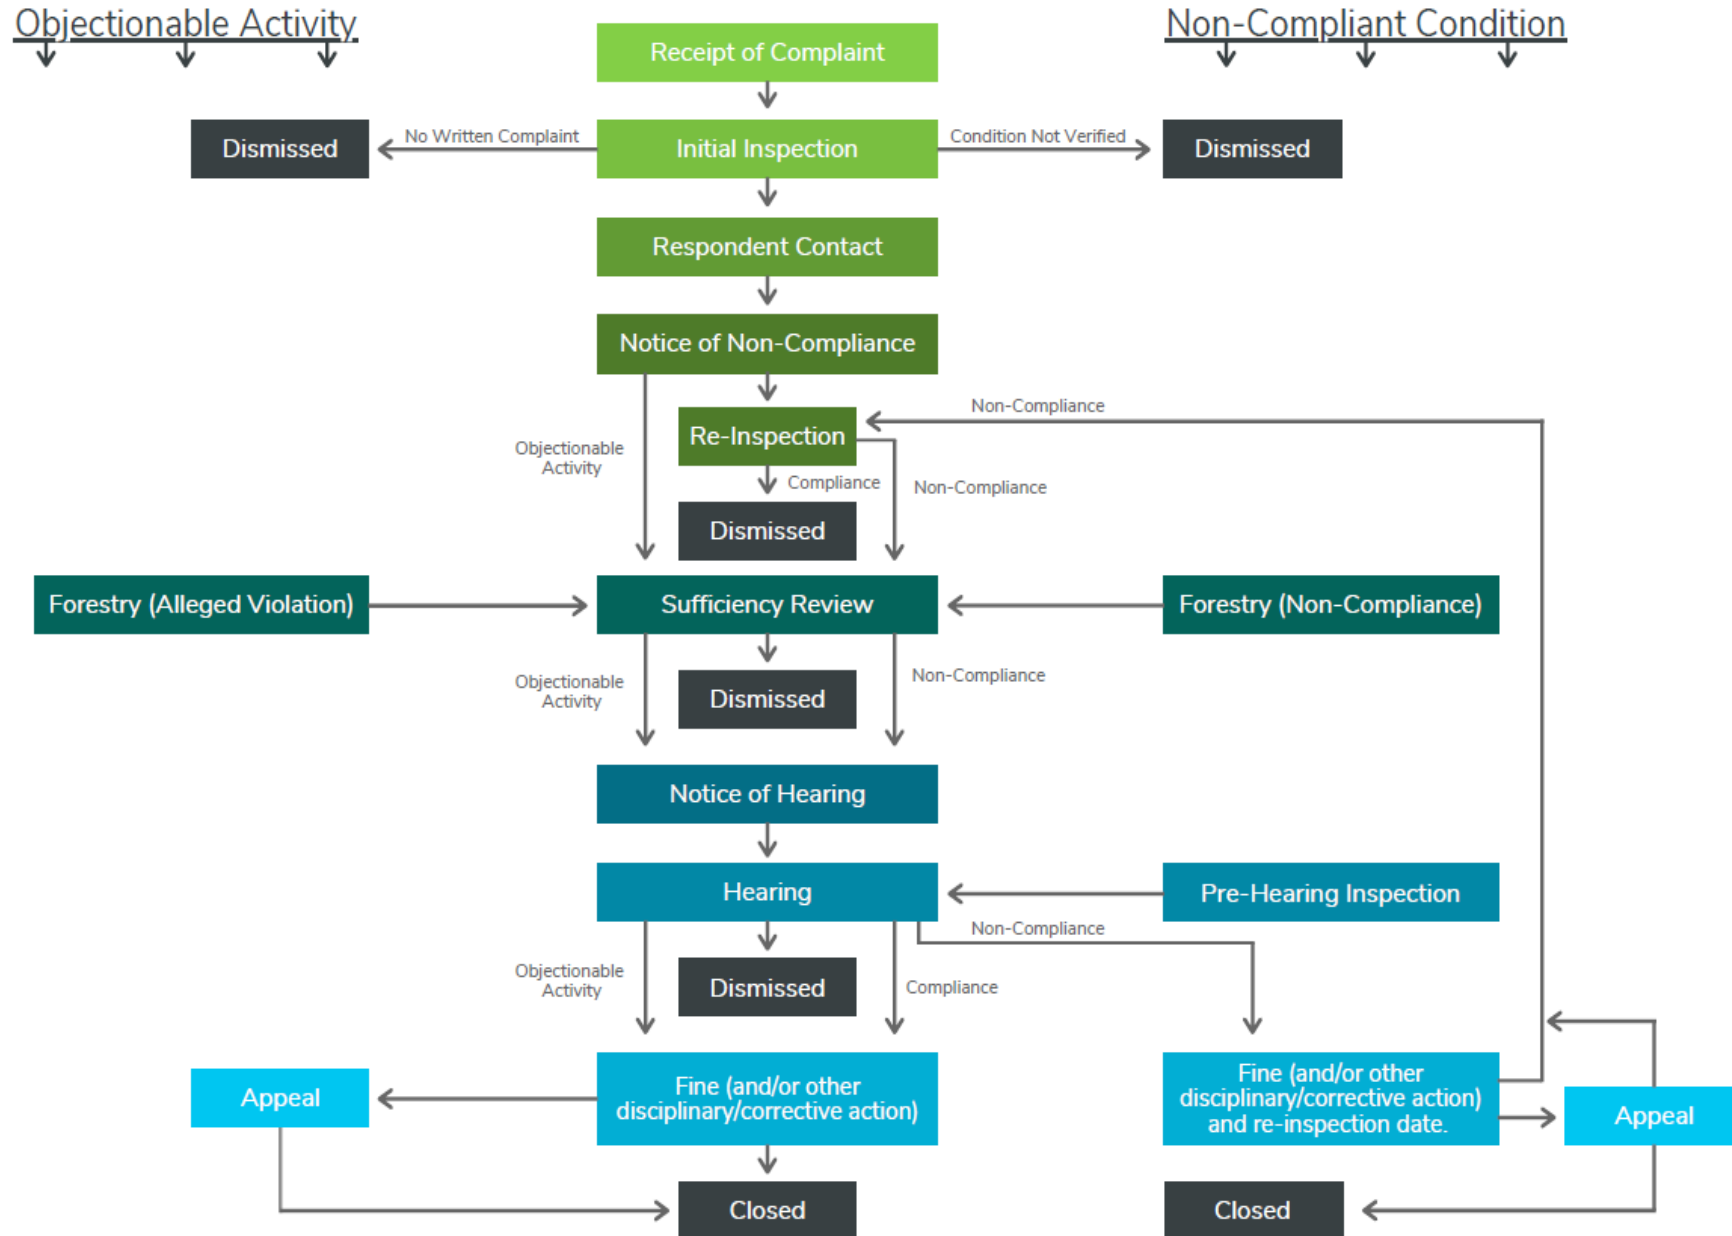 Objectionable Activity
Non-Compliant Condition
Receipt of Complaint
Dismissed
No Written Complaint
Initial Inspection
Condition Not Verified
Dismissed
Respondent Contact
Notice of Non-Compliance
Non-Compliance
Re-Inspection
Objectionable
Activity
Compliance
Non-Compliance
Dismissed
Forestry (Alleged Violation)
Sufficiency Review
Forestry (Non-Compliance)
Objectionable
Activity
Non-Compliance
Dismissed
Notice of Hearing
Hearing
Pre-Hearing Inspection
Non-Compliance
Objectionable
Activity
Dismissed
Compliance
Appeal
Fine (and/or other
disciplinary/corrective action)
Fine (and/or other
disciplinary/corrective action)
and re-inspection date.
Appeal
Closed
Closed